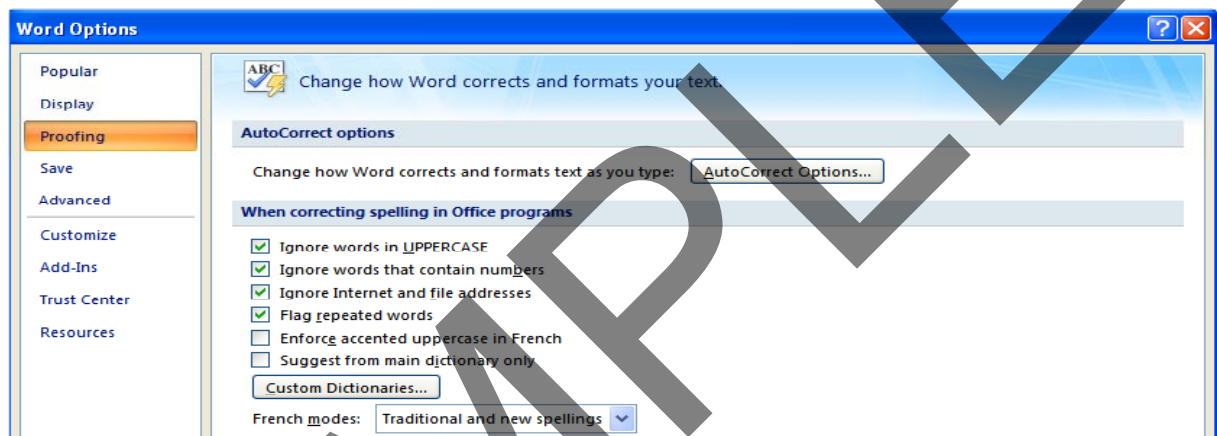 Word Options
Popular
Display
Proofing
Save
Advanced
Customize
Add-Ins
Trust Center
Resources
ABC
Change how Word corrects and formats your text.
AutoCorrect options
Change how Word corrects and formats text as you type: AutoCorrect Options...
When correcting spelling in Office programs
Ignore words in UPPERCASE
Ignore words that contain numbers
Ignore Internet and file addresses
Flag repeated words
Enforce accented uppercase in French
Suggest from main dictionary only
Custom Dictionaries...
French modes: Traditional and new spellings
MPLE